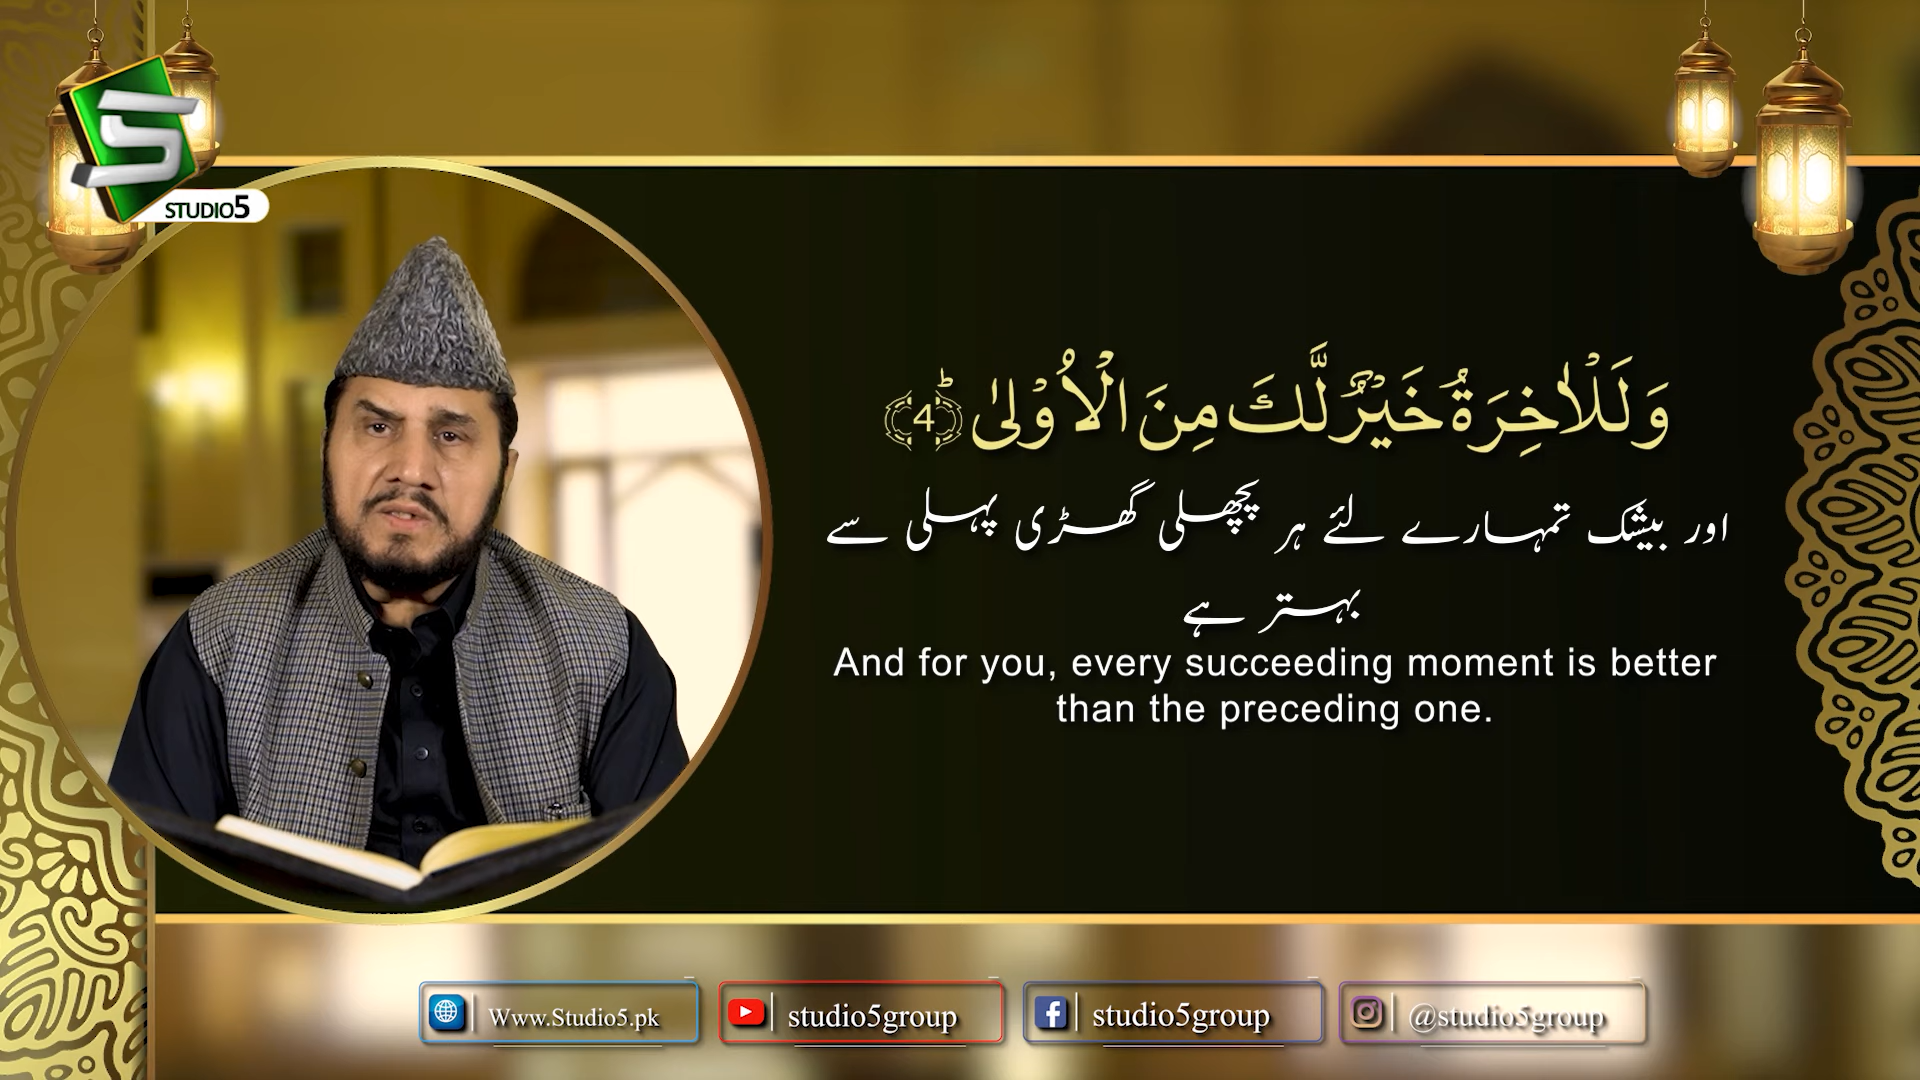 STUDIO5
وَلَلْاٰخِرَةُ خَيْرٌ لَّكَ مِنَ الْاُوْلٰىؕ ﴿4﴾
اور بیشک تمہارے لئے ہر پچھلی گھڑی پہلی سے
بہتر ہے
And for you, every succeeding moment is better
than the preceding one.
Www.Studio5.pk
studio5group
studio5group
@studio5group